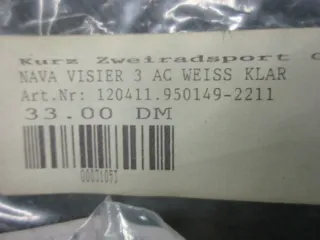 Kurz Zweiradsport G
NAVA VISIER 3 AC WEISS KLAR
Art.Nr: 120411.950149-2211
33.00 DM